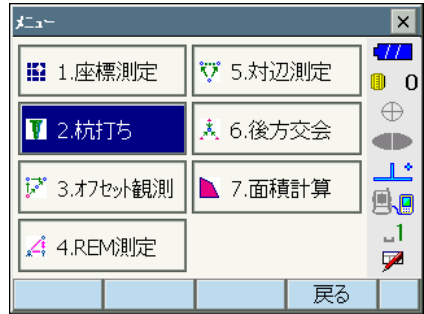 ﾒﾆｭｰ
1.座標測定
5.対辺測定
2.杭打ち
6.後方交会
3.ｵﾌｾｯﾄ観測
7.面積計算
4.REM測定
0
1
戻る